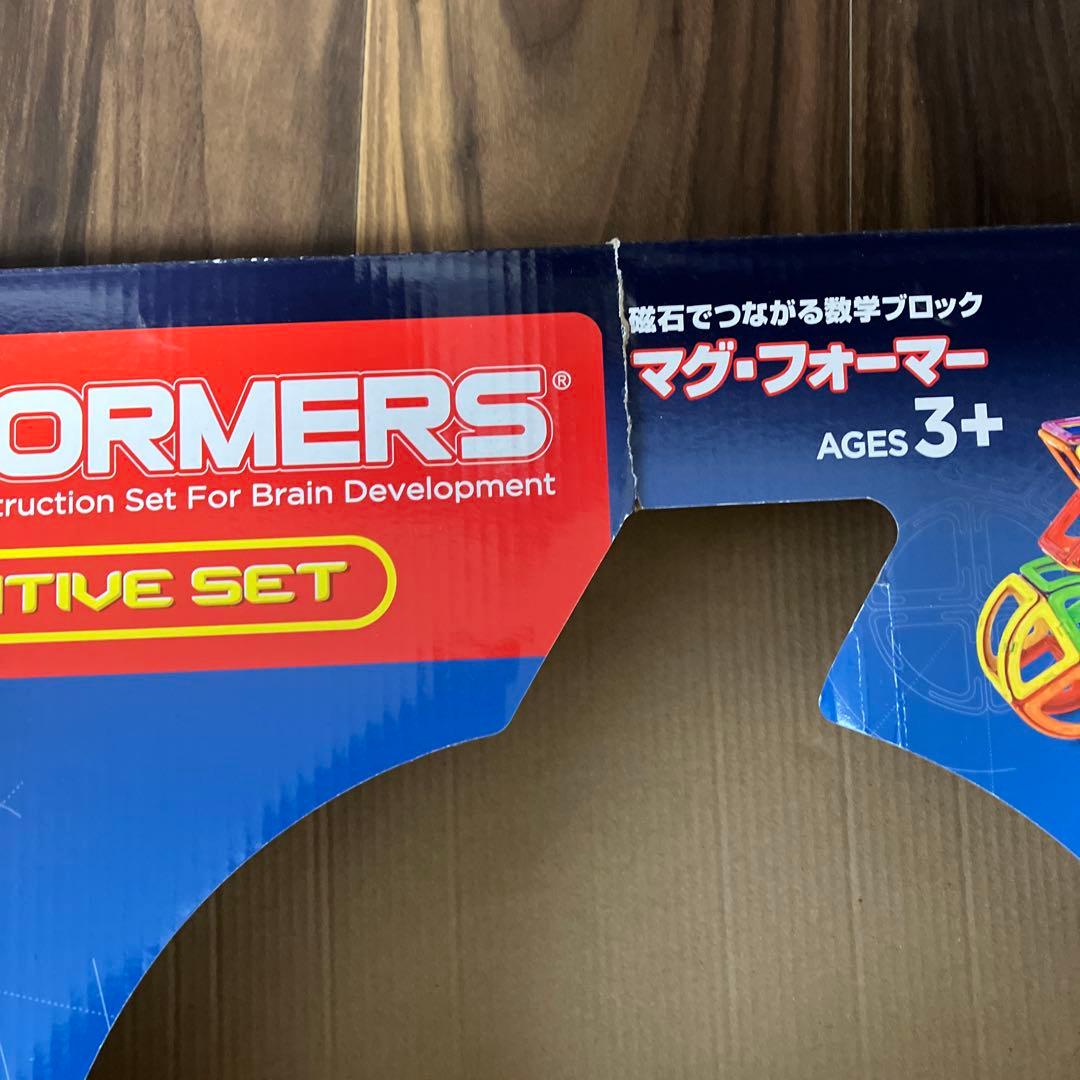 ORMERS®
truction Set For Brain Development
ITIVE SET
磁石でつながる数学ブロック
マグ・フォーマー
AGES 3+